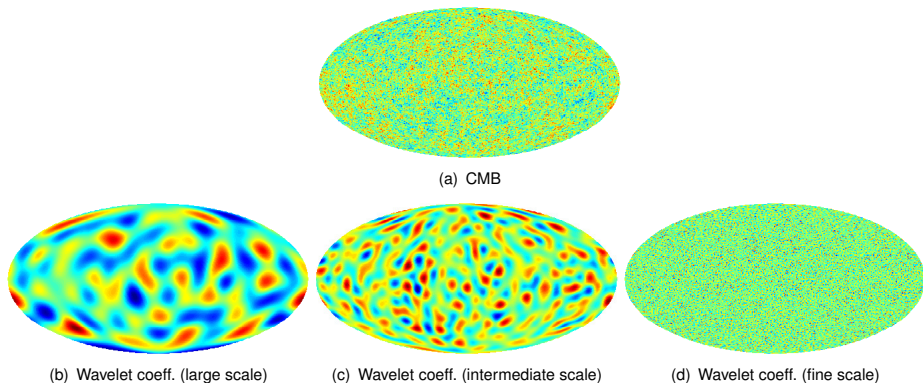 (a) CMB
(b) Wavelet coeff. (large scale)
(c) Wavelet coeff. (intermediate scale)
(d) Wavelet coeff. (fine scale)